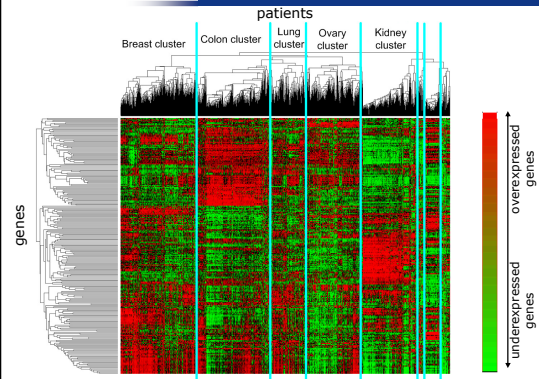 patients
Breast cluster
Colon cluster
Lung
cluster
Ovary
cluster
Kidney
cluster
genes
overexpressed
genes
underexpressed
genes